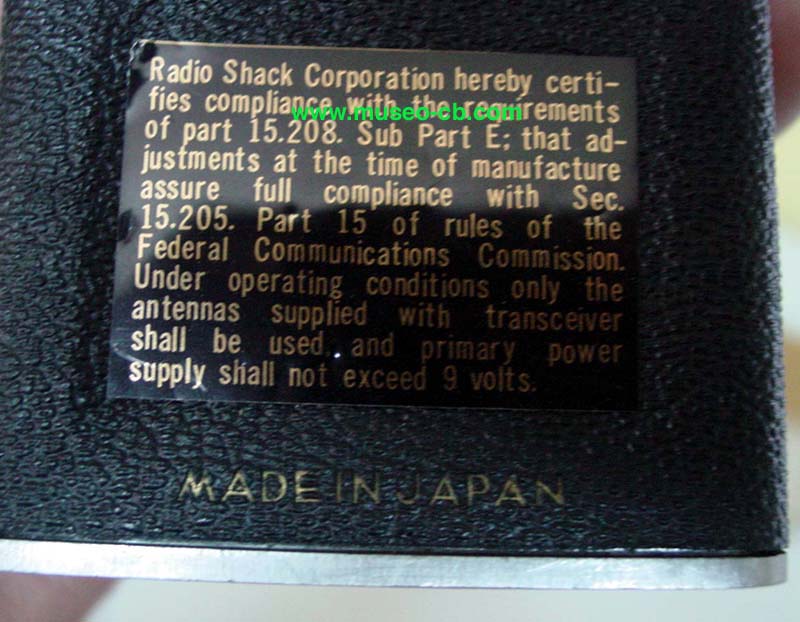 Radio Shack Corporation hereby certi-
fies compliance with the requirements
www.museo-cb.com
of part 15.208. Sub Part E; that ad-
justments at the time of manufacture
assure full compliance with Sec.
15.205. Part 15 of rules of the
Federal Communications Commission.
Under operating conditions only the
antennas supplied with transceiver
shall be used and primary power
supply shall not exceed 9 volts.
MADE IN JAPAN